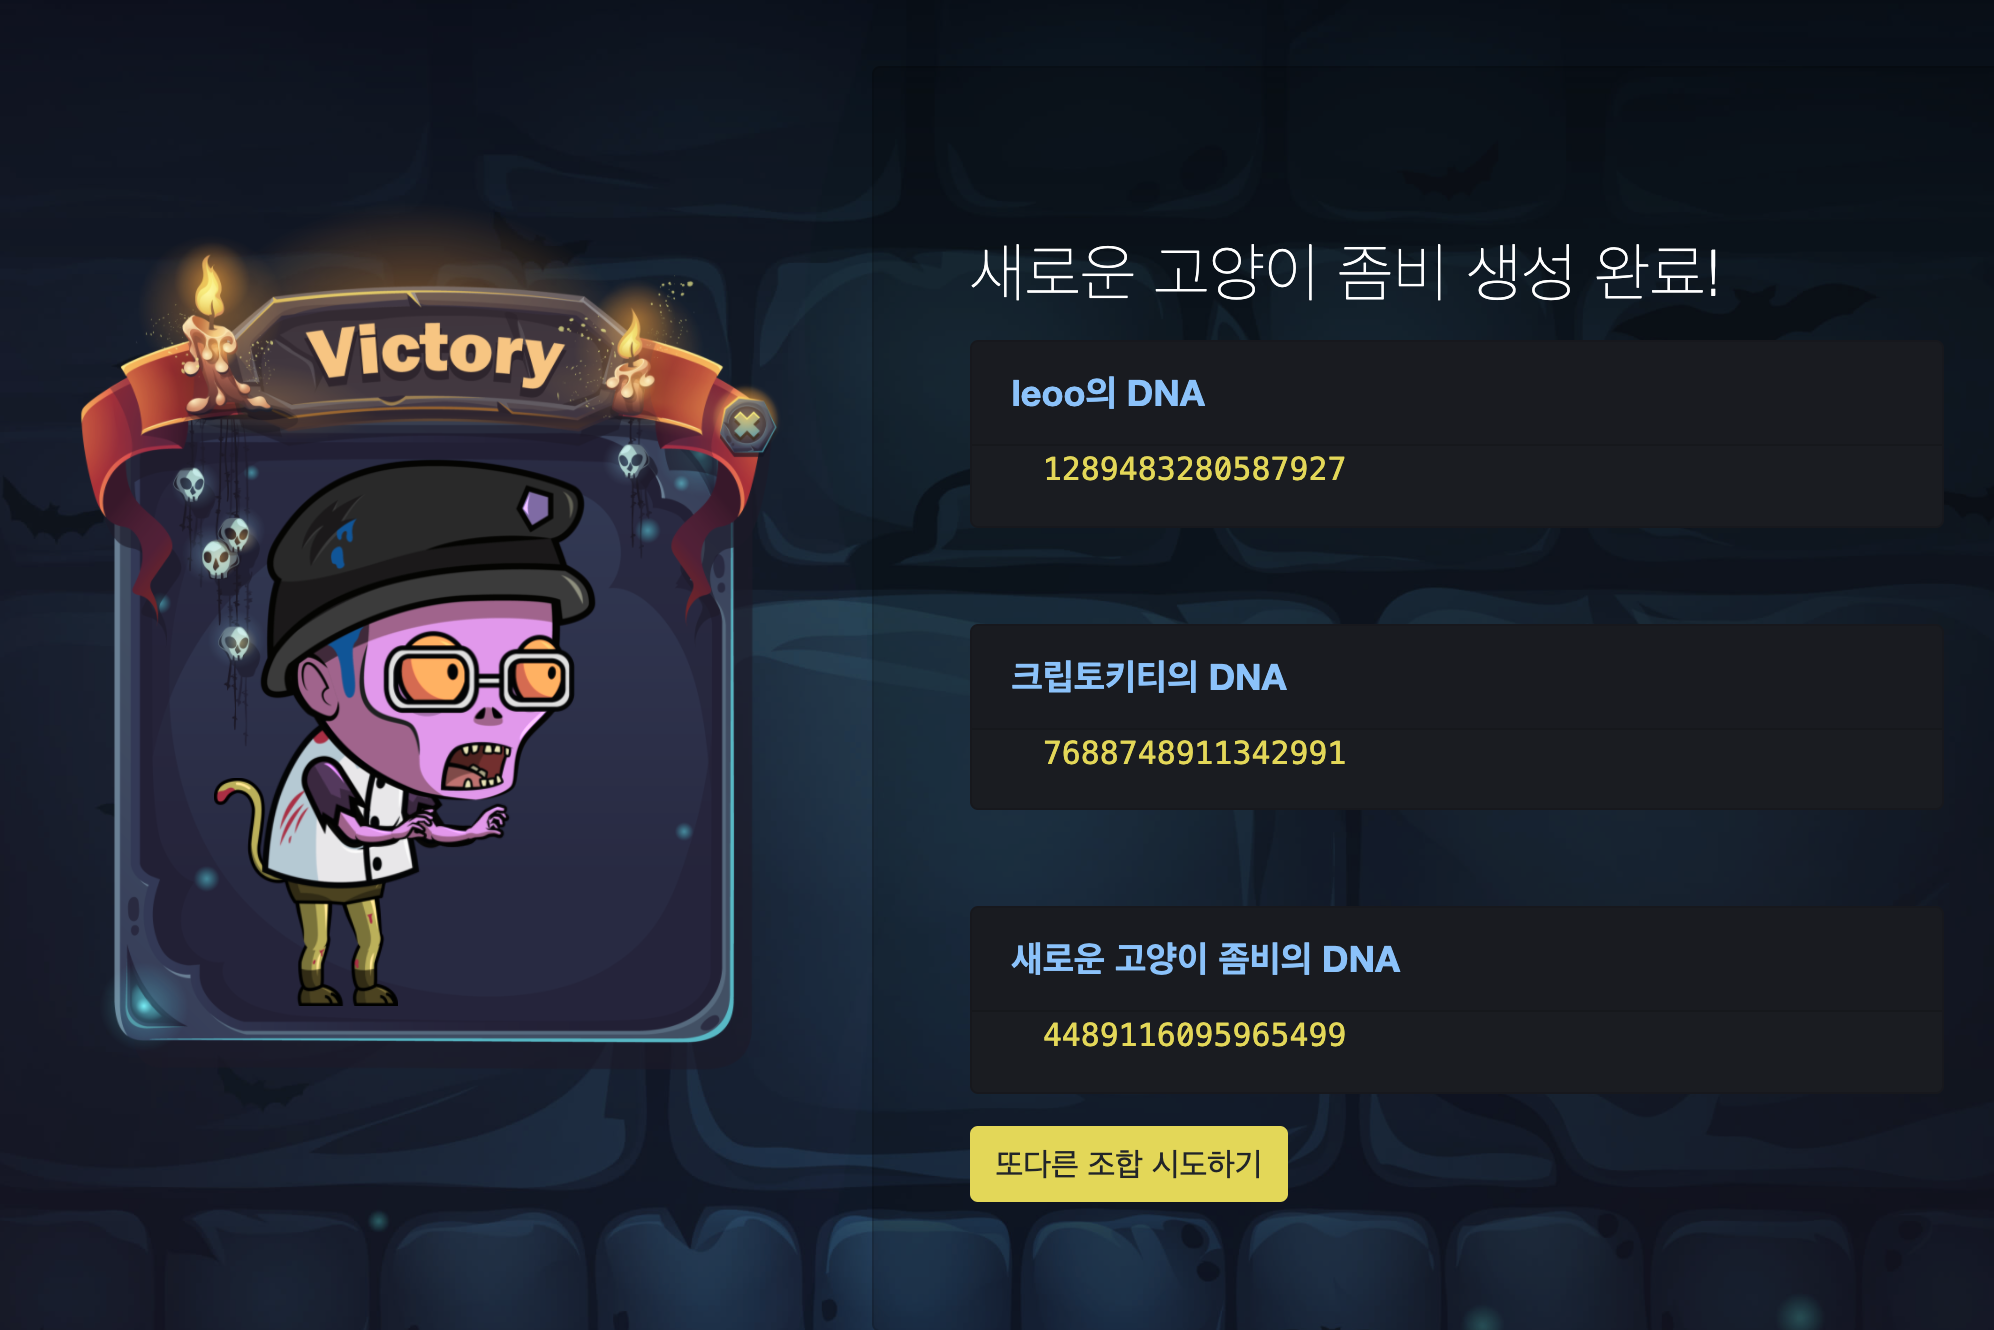 Victory
새로운 고양이 좀비 생성 완료!
leoo의 DNA
1289483280587927
크립토키티의 DNA
7688748911342991
새로운 고양이 좀비의 DNA
4489116095965499
또다른 조합 시도하기